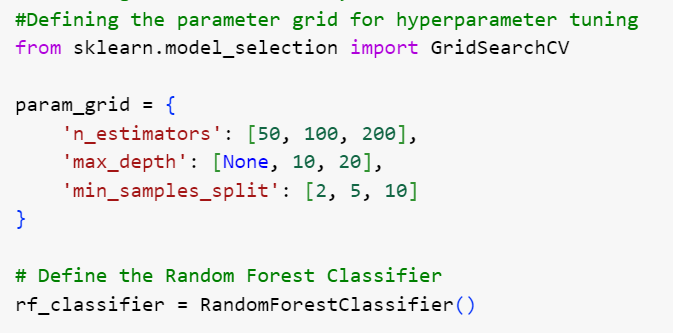 #Defining the parameter grid for hyperparameter tuning
from sklearn.model_selection import GridSearchCV
param_grid = {
    'n_estimators': [50, 100, 200],
    'max_depth': [None, 10, 20],
    'min_samples_split': [2, 5, 10]
}
# Define the Random Forest Classifier
rf_classifier = RandomForestClassifier()